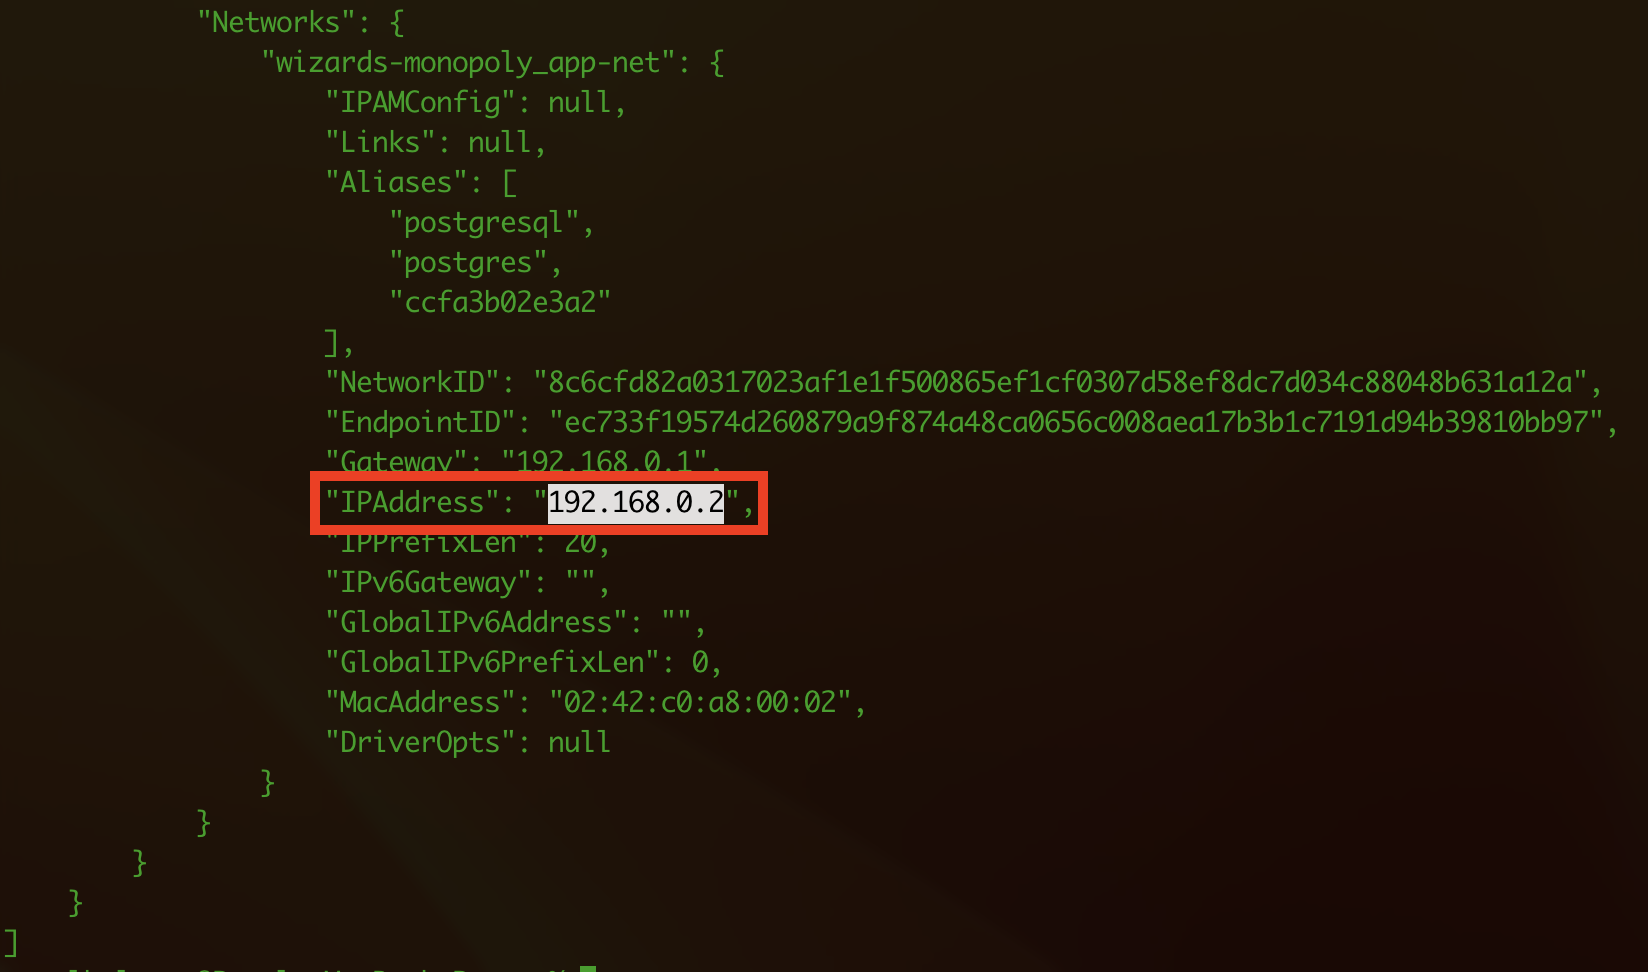 "Networks": {
"wizards-monopoly_app-net": {
"IPAMConfig": null,
"Links": null,
"Aliases": [
"postgresql",
"postgres",
"ccfa3b02e3a2"
],
"NetworkID": "8c6cfd82a0317023af1e1f500865ef1cf0307d58ef8dc7d034c88048b631a12a",
"EndpointID": "ec733f19574d260879a9f874a48ca0656c008aea17b3b1c7191d94b39810bb97",
"Gateway": "192.168.0.1",
"IPAddress": "192.168.0.2",
"IPPrefixLen": 20,
"IPv6Gateway": "",
"GlobalIPv6Address": "",
"GlobalIPv6PrefixLen": 0,
"MacAddress": "02:42:c0:a8:00:02",
"DriverOpts": null
}
}
}
}
]